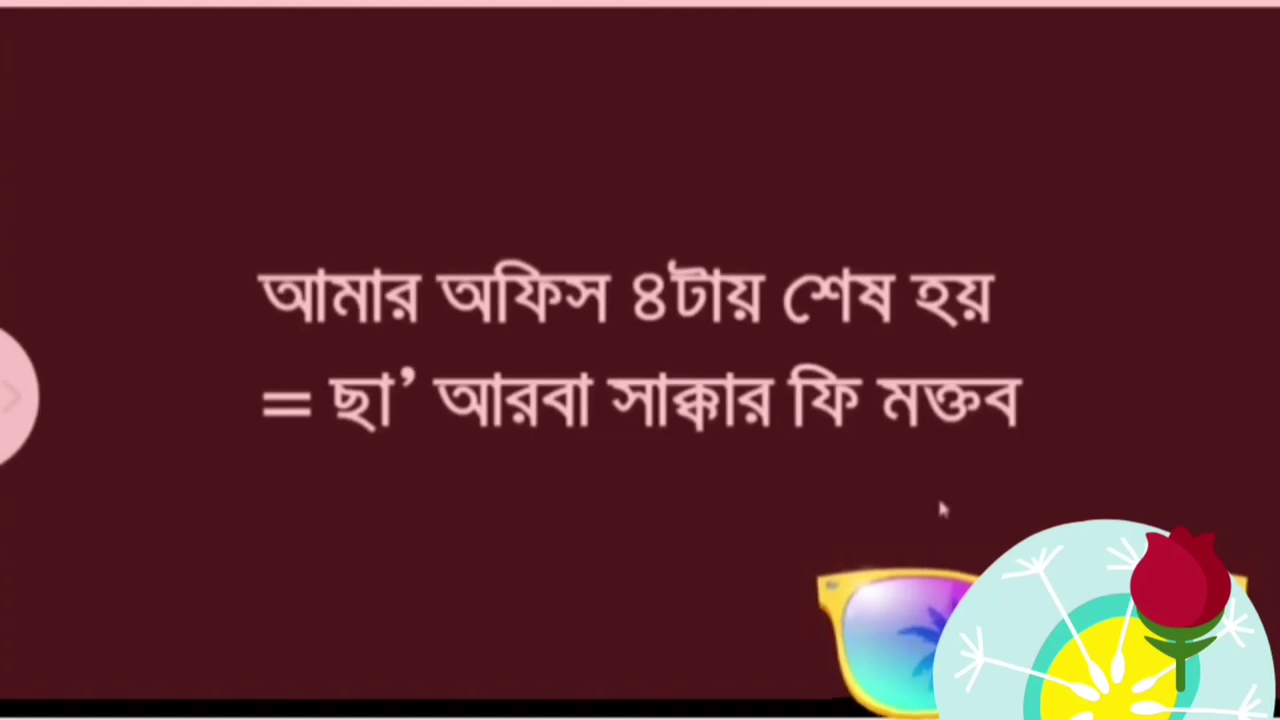 আমার অফিস ৪টায় শেষ হয়
= ছা’ আরবা সাক্কার ফি মক্তব